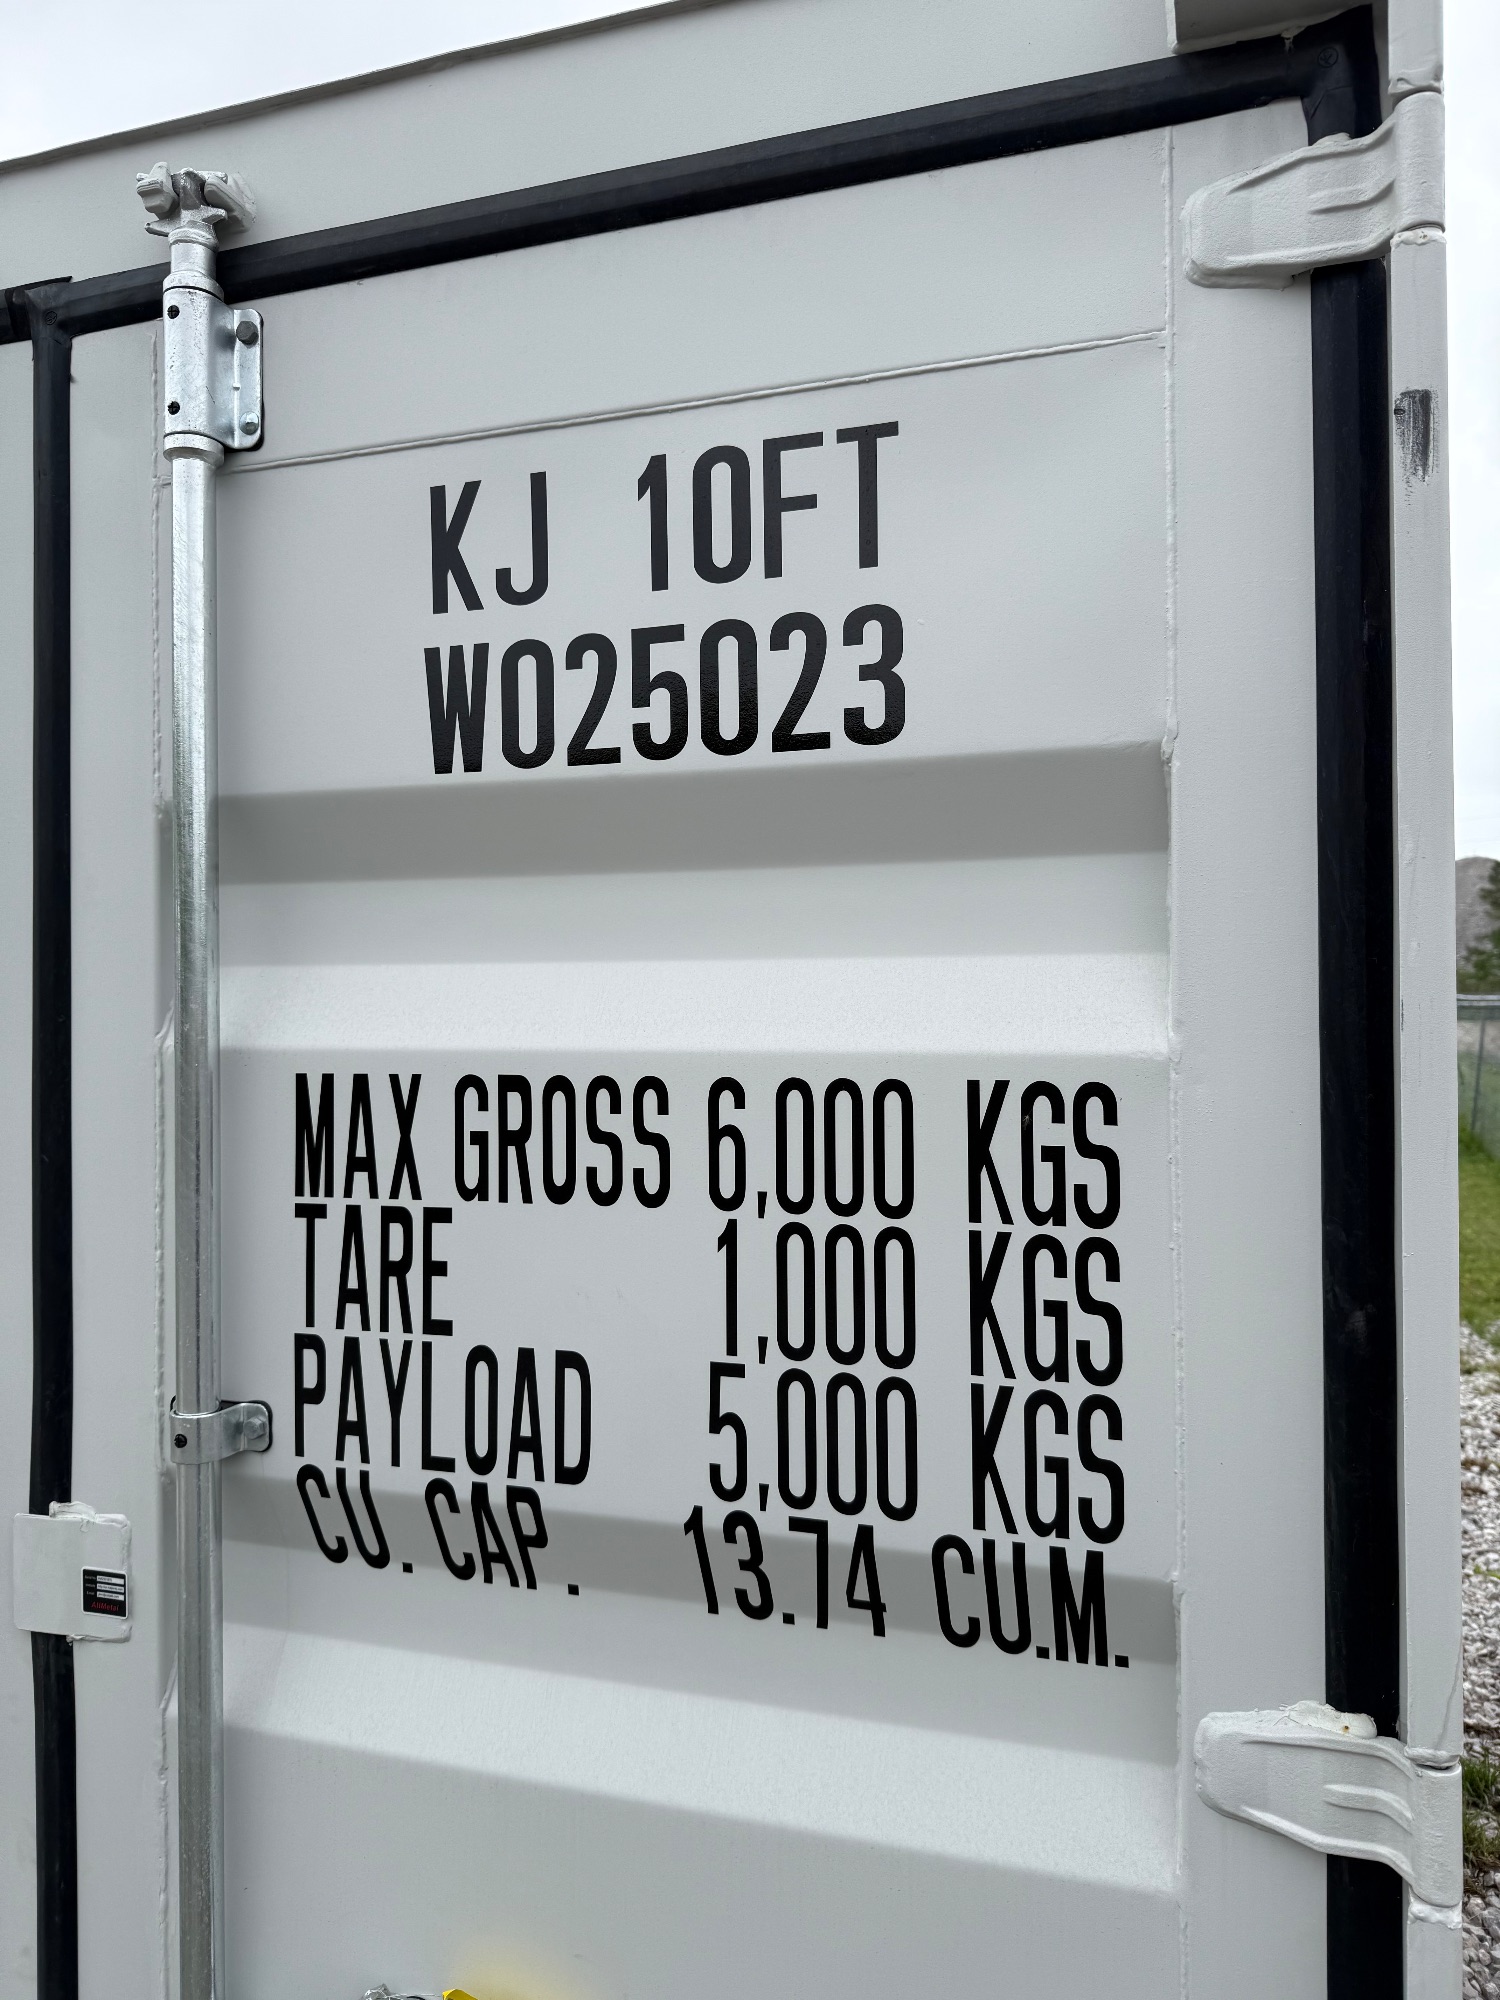 KJ 10FT
W025023
MAX GROSS 6,000 KGS
TARE 1,000 KGS
PAYLOAD 5,000 KGS
CU. CAP. 13.74 CU.M.